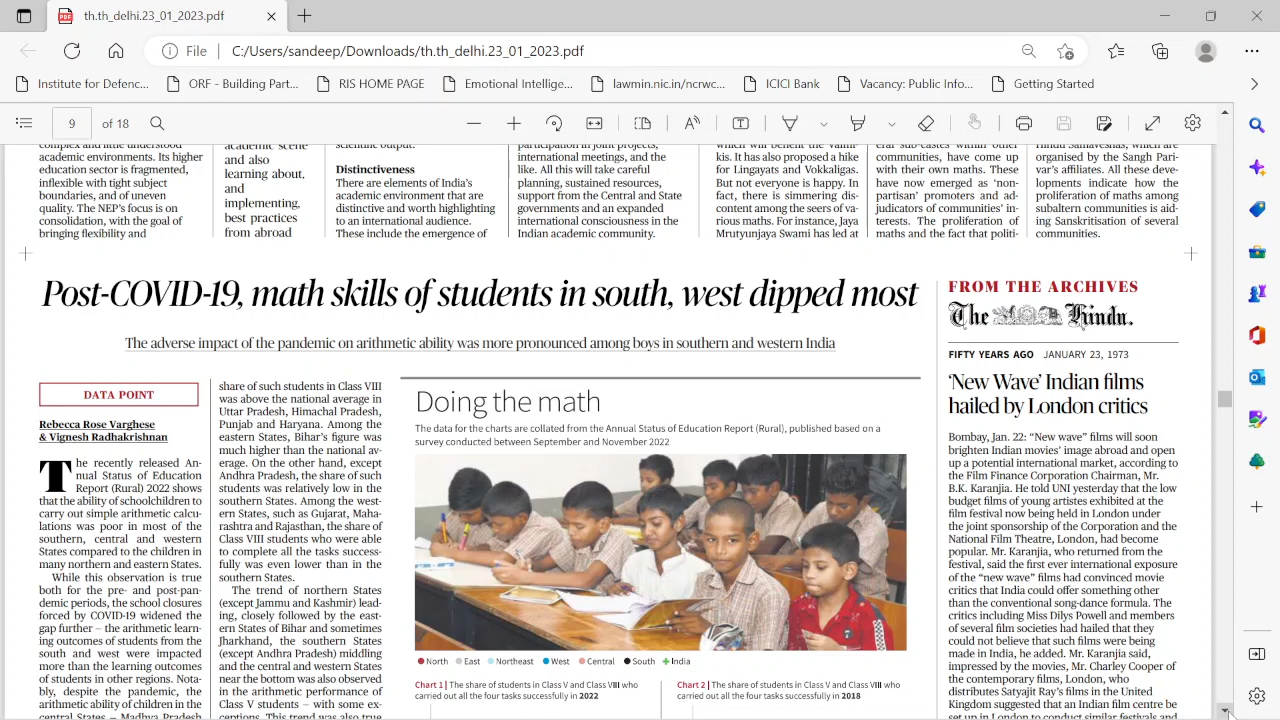 th.th_delhi.23_01_2023.pdf
File
C:/Users/sandeep/Downloads/th.th_delhi.23_01_2023.pdf
Institute for Defenc...
ORF - Building Part...
RIS HOME PAGE
Emotional Intellige...
lawmin.nic.in/ncrwc...
ICICI Bank
Vacancy: Public Info...
Getting Started
9 of 18
academic environments. Its higher
education sector is fragmented,
inflexible with tight subject
boundaries, and of uneven
quality. The NEP's focus is on
consolidation, with the goal of
bringing flexibility and
academic scene
and also
learning about,
and
implementing,
best practices
from abroad
scientific output.
Distinctiveness
There are elements of India's
academic environment that are
distinctive and worth highlighting
to an international audience.
These include the emergence of
participation in joint projects,
international meetings, and the
like. All this will take careful
planning, sustained resources,
support from the Central and State
governments and an expanded
international consciousness in the
Indian academic community.
kis. It has also proposed a hike
for Lingayats and Vokkaligas.
But not everyone is happy. In
fact, there is simmering dis-
content among the seers of va-
rious maths. For instance, Jaya
Mrutyunjaya Swami has led at
communities, have come up
with their own maths. These
have now emerged as 'non-
partisan' promoters and ad-
judicators of communities' in-
terests. The proliferation of
maths and the fact that politi-
organised by the Sangh Pari-
var's affiliates. All these de-
velopments indicate how the
proliferation of maths among
subaltern communities is aid-
ing Sanskritisation of several
communities.
Post-COVID-19, math skills of students in south, west dipped most
The adverse impact of the pandemic on arithmetic ability was more pronounced among boys in southern and western India
DATA POINT
Rebecca Rose Varghese
& Vignesh Radhakrishnan
The recently released An-
nual Status of Education
Report (Rural) 2022 shows
that the ability of schoolchildren to
carry out simple arithmetic calcu-
lations was poor in most of the
southern, central and western
States compared to the children in
many northern and eastern States.
While this observation is true
both for the pre- and post-pan-
demic periods, the school closures
forced by COVID-19 widened the
gap further – the arithmetic learn-
ing outcomes of students from the
south and west were impacted
more than the learning outcomes
of students in other regions. Nota-
bly, despite the pandemic, the
arithmetic ability of children in the
central States – Madhya Pradesh
share of such students in Class VIII
was above the national average in
Uttar Pradesh, Himachal Pradesh,
Punjab and Haryana. Among the
eastern States, Bihar's figure was
much higher than the national av-
erage. On the other hand, except
Andhra Pradesh, the share of such
students was relatively low in the
southern States. Among the west-
ern States, such as Gujarat, Maha-
rashtra and Rajasthan, the share of
Class VIII students who were able
to complete all the tasks success-
fully was even lower than in the
southern States.
The trend of northern States
(except Jammu and Kashmir) lead-
ing, closely followed by the east-
ern States of Bihar and sometimes
Jharkhand, the southern States
(except Andhra Pradesh) middling
and the central and western States
near the bottom was also observed
in the arithmetic performance of
Class V students – with some ex-
ceptions. This trend was also true
Doing the math
The data for the charts are collated from the Annual Status of Education Report (Rural), published based on a
survey conducted between September and November 2022
North East Northeast West Central South India
Chart 1 | The share of students in Class V and Class VIII who
carried out all the four tasks successfully in 2022
Chart 2 | The share of students in Class V and Class VIII who
carried out all the four tasks successfully in 2018
FROM THE ARCHIVES
The Hindu.
FIFTY YEARS AGO JANUARY 23, 1973
'New Wave' Indian films
hailed by London critics
Bombay, Jan. 22: "New wave" films will soon
brighten Indian movies' image abroad and open
up a potential international market, according to
the Film Finance Corporation Chairman, Mr.
B.K. Karanjia. He told UNI yesterday that the low
budget films of young artistes exhibited at the
film festival now being held in London under
the joint sponsorship of the Corporation and the
National Film Theatre, London, had become
popular. Mr. Karanjia, who returned from the
festival, said the first ever international exposure
of the "new wave" films had convinced movie
critics that India could offer something other
than the conventional song-dance formula. The
critics including Miss Dilys Powell and members
of several film societies had hailed that they
could not believe that such films were being
made in India, he added. Mr. Karanjia said,
impressed by the movies, Mr. Charley Cooper of
the contemporary films, London, who
distributes Satyajit Ray's films in the United
Kingdom suggested that an Indian film centre be
set up in London to conduct similar festivals and